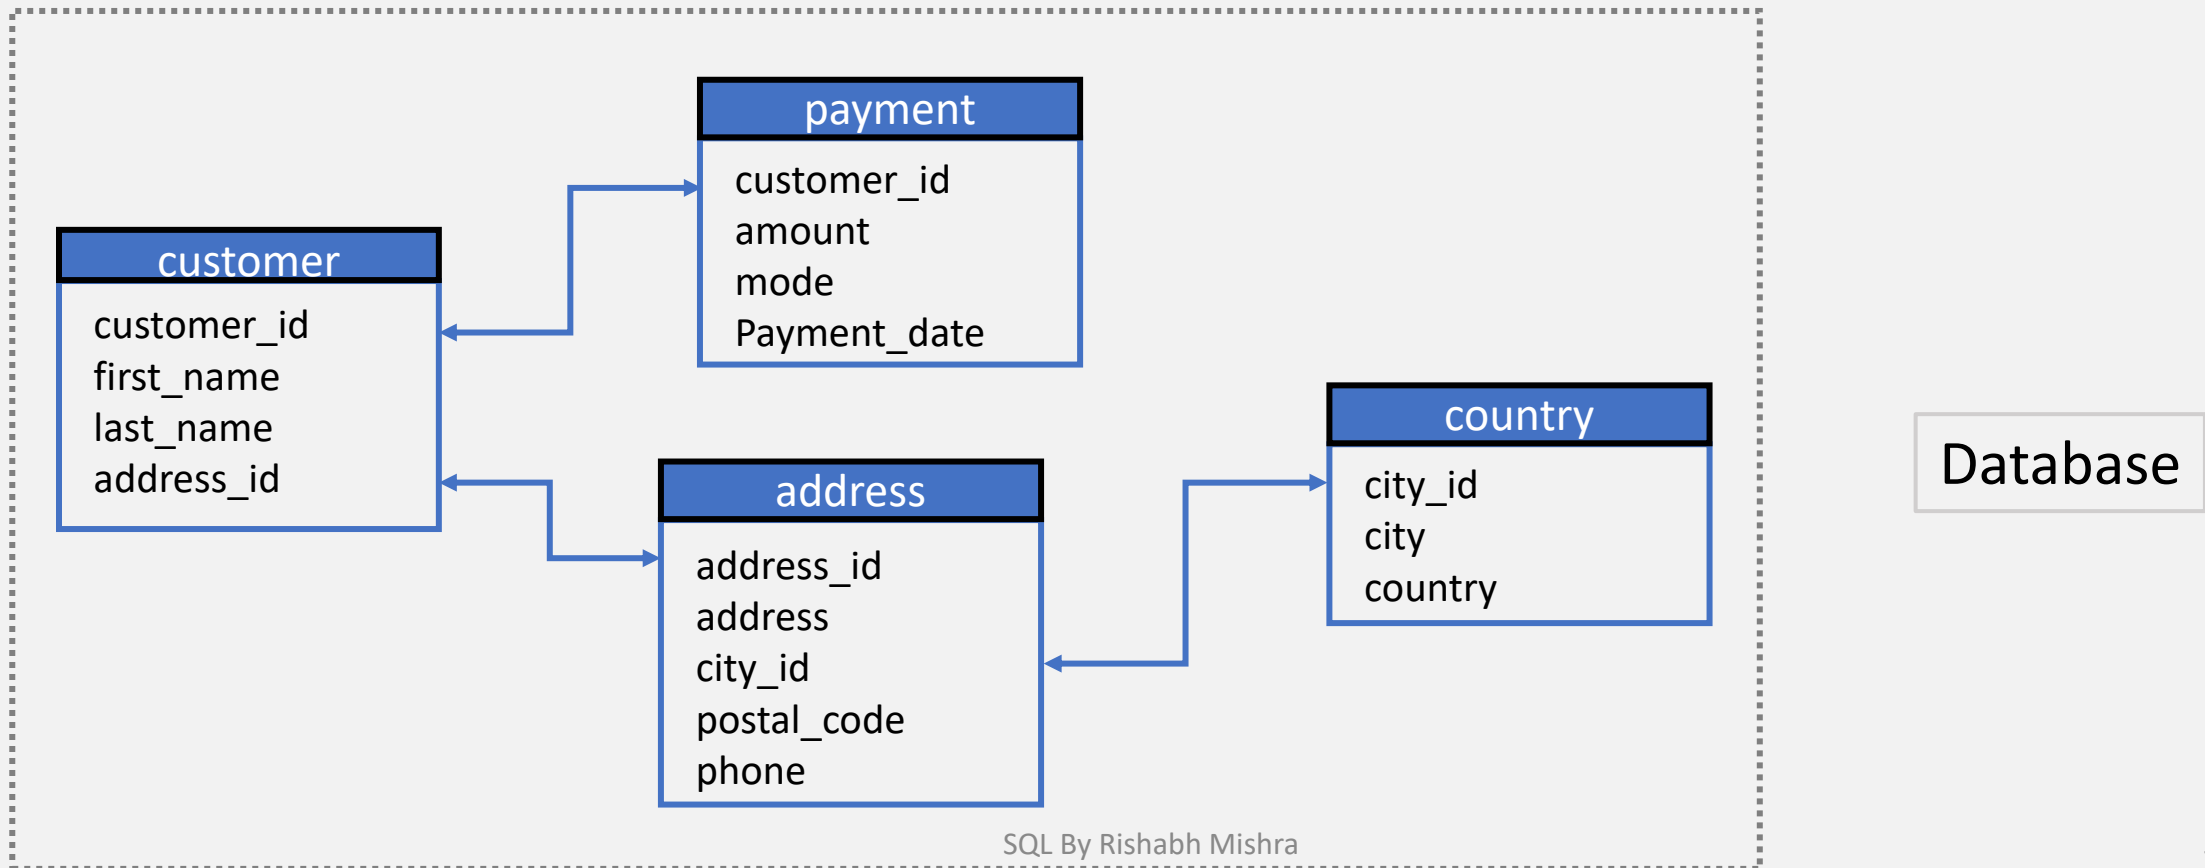 payment
customer_id
amount
mode
Payment_date
customer
customer_id
first_name
last_name
address_id
address
address_id
address
city_id
postal_code
phone
country
city_id
city
country
Database
SQL By Rishabh Mishra